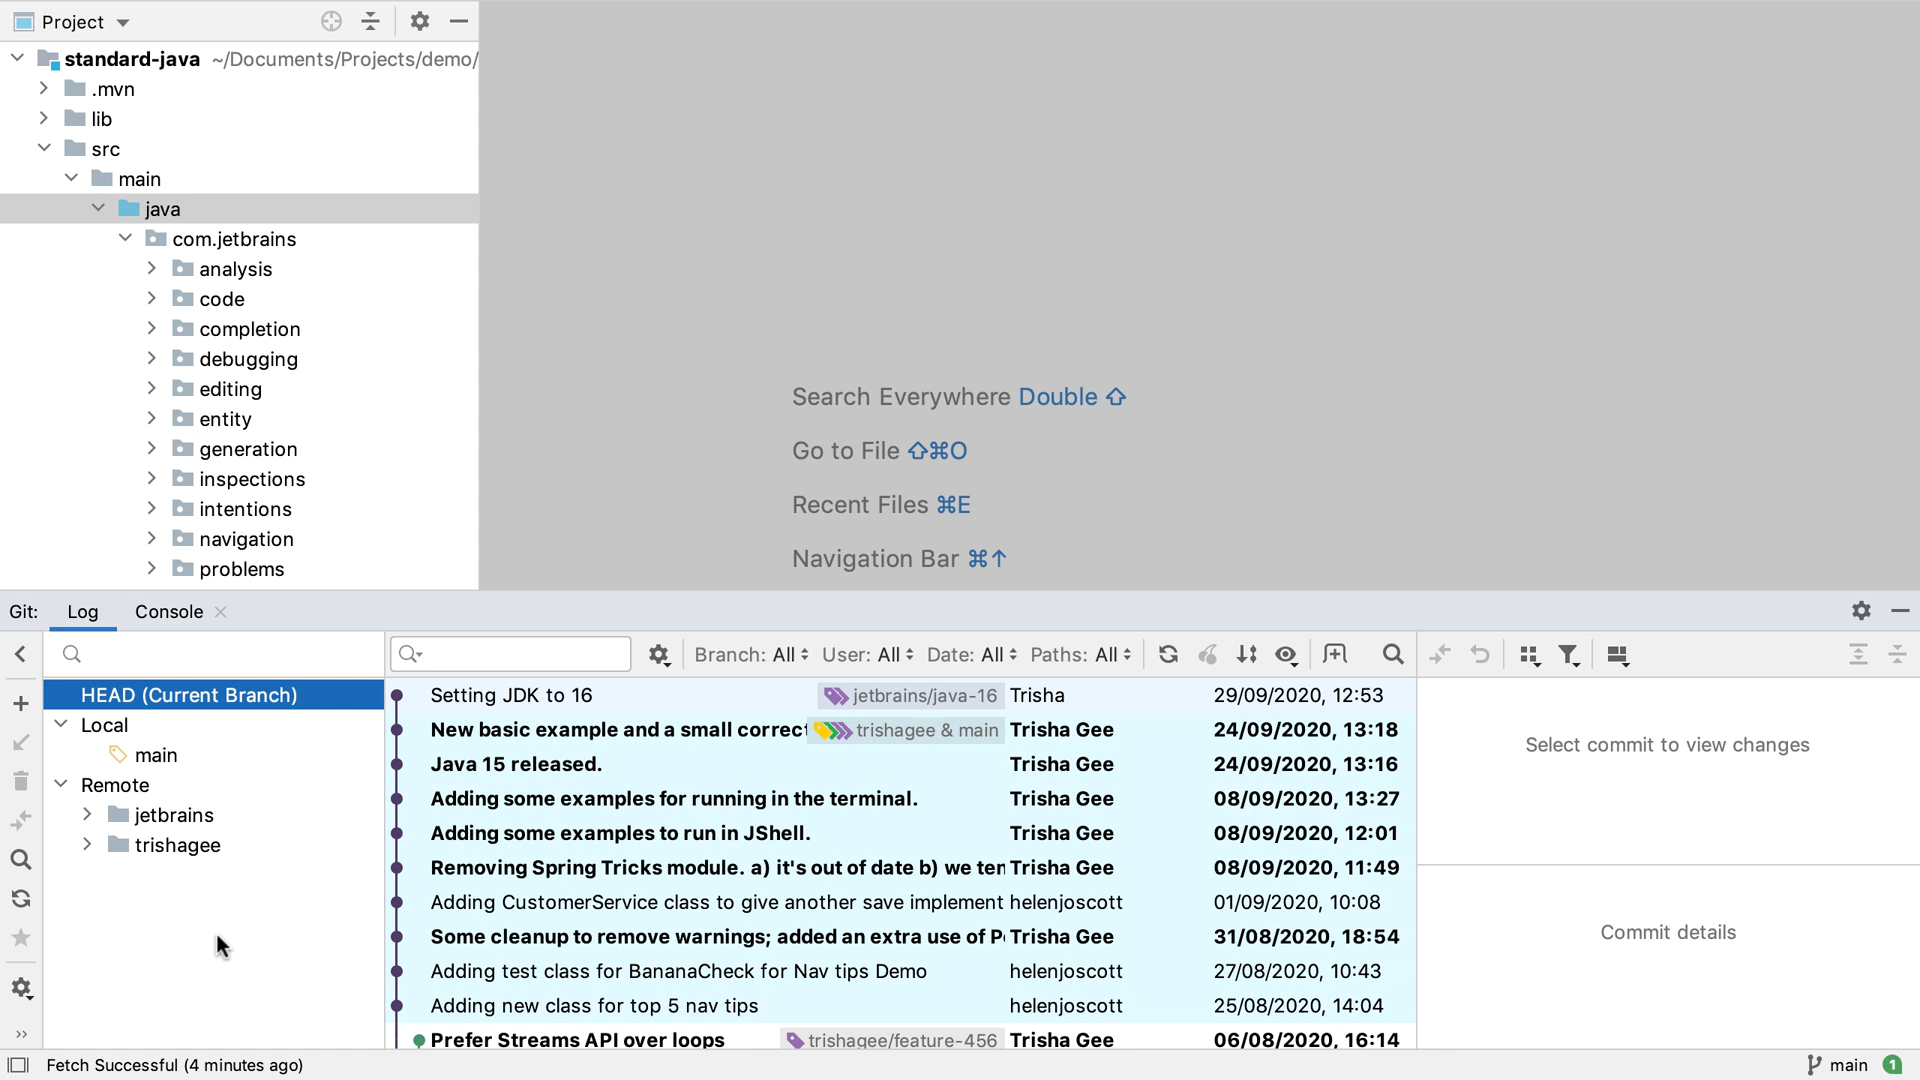 Project
standard-java ~/Documents/Projects/demo/
.mvn
lib
src
main
java
com.jetbrains
analysis
code
completion
debugging
editing
entity
generation
inspections
intentions
navigation
problems
Search Everywhere Double ⇧
Go to File ⇧⌘O
Recent Files ⌘E
Navigation Bar ⌘↑
Git: Log Console
Branch: All User: All Date: All Paths: All
HEAD (Current Branch)
Local
main
Remote
jetbrains
trishagee
Setting JDK to 16 jetbrains/java-16 Trisha 29/09/2020, 12:53
New basic example and a small correct trishagee & main Trisha Gee 24/09/2020, 13:18
Java 15 released. Trisha Gee 24/09/2020, 13:16
Adding some examples for running in the terminal. Trisha Gee 08/09/2020, 13:27
Adding some examples to run in JShell. Trisha Gee 08/09/2020, 12:01
Removing Spring Tricks module. a) it's out of date b) we ten Trisha Gee 08/09/2020, 11:49
Adding CustomerService class to give another save implement helenjoscott 01/09/2020, 10:08
Some cleanup to remove warnings; added an extra use of P Trisha Gee 31/08/2020, 18:54
Adding test class for BananaCheck for Nav tips Demo helenjoscott 27/08/2020, 10:43
Adding new class for top 5 nav tips helenjoscott 25/08/2020, 14:04
Prefer Streams API over loops trishagee/feature-456 Trisha Gee 06/08/2020, 16:14
Select commit to view changes
Commit details
Fetch Successful (4 minutes ago)
main 1